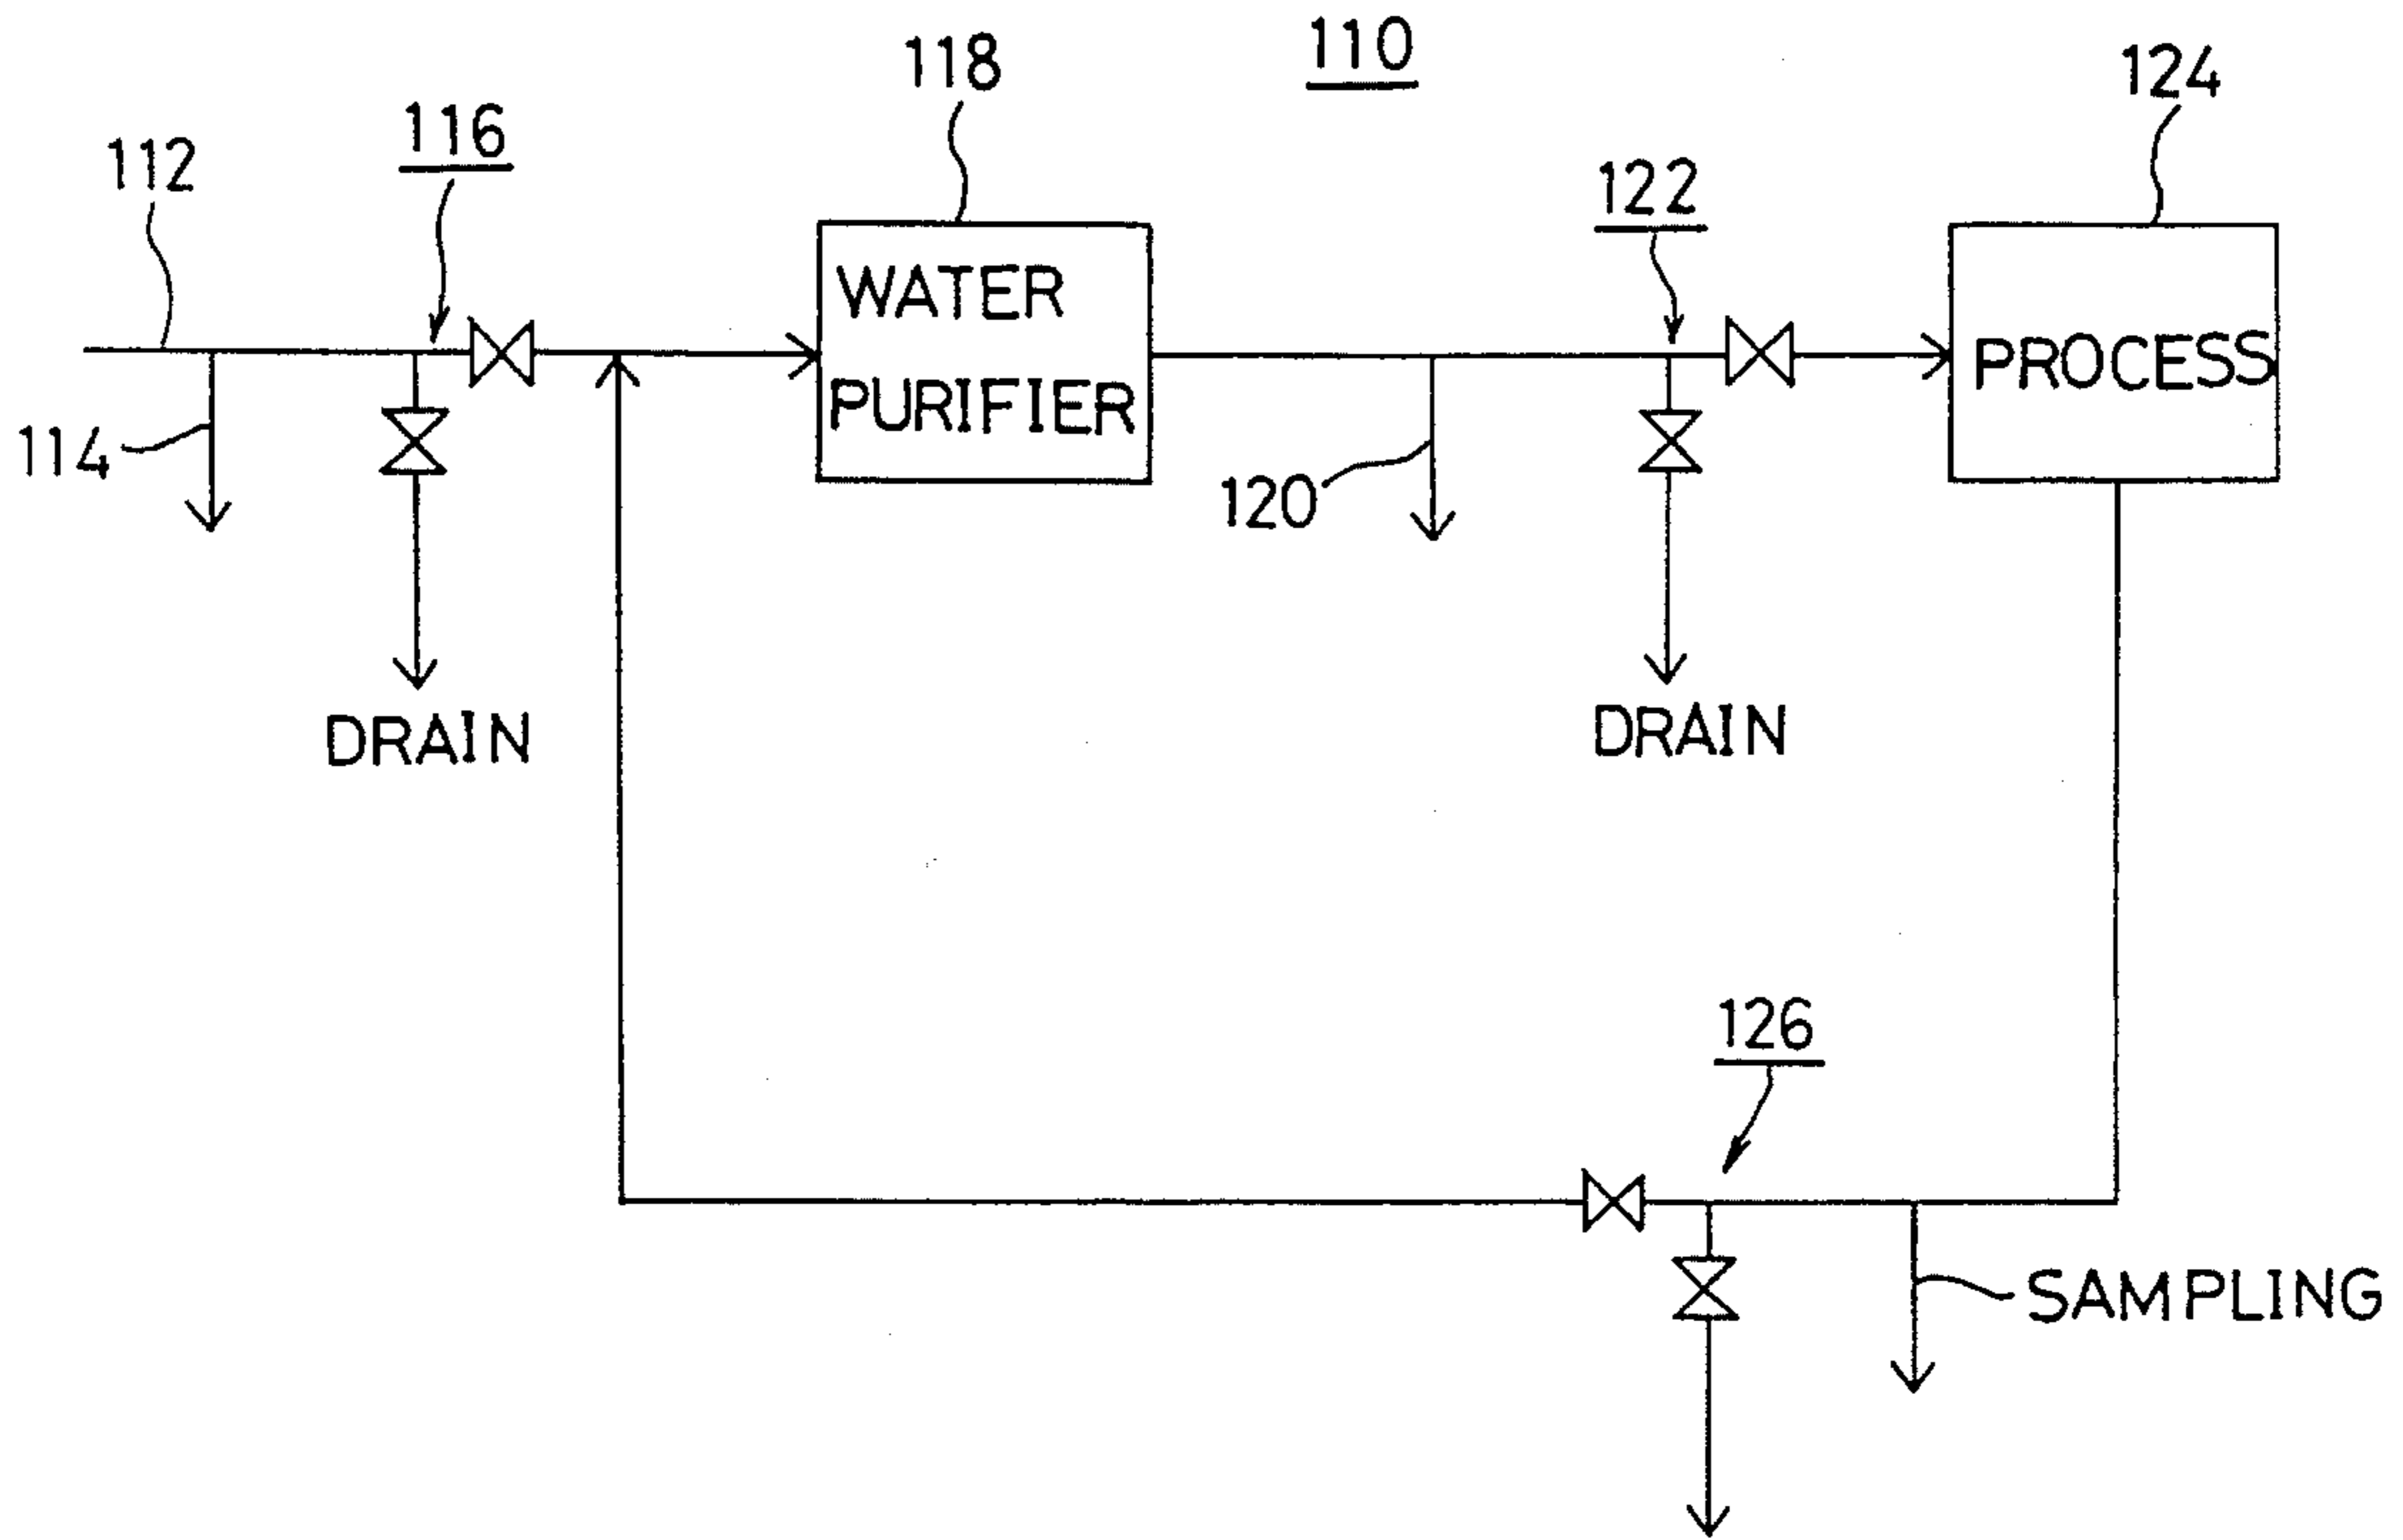 110
118
124
116
112
122
WATER
PURIFIER
PROCESS
114
120
DRAIN
DRAIN
126
SAMPLING